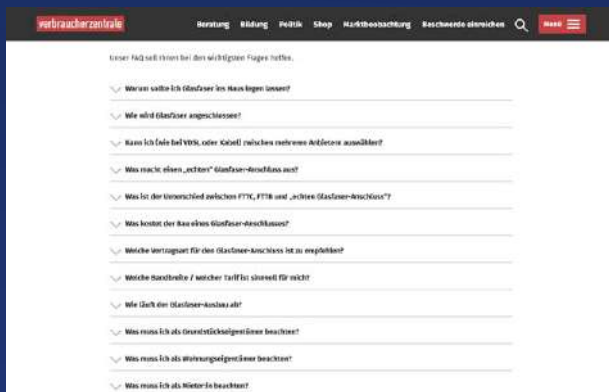 verbraucherzentrale
Beratung Bildung Politik Shop Marktbeobachtung Beschwerde einreichen Menü
Unser FAQ soll Ihnen bei den wichtigsten Fragen helfen.
Warum sollte ich Glasfaser ins Haus legen lassen?
Wie wird Glasfaser angeschlossen?
Kann ich (wie bei VDSL oder Kabel) zwischen mehreren Anbietern auswählen?
Was macht einen „echten“ Glasfaser-Anschluss aus?
Was ist der Unterschied zwischen FTTC, FTTB und „echten Glasfaser-Anschluss“?
Was kostet der Bau eines Glasfaser-Anschlusses?
Welche Vertragsart für den Glasfaser-Anschluss ist zu empfehlen?
Welche Bandbreite / welcher Tarif ist sinnvoll für mich?
Wie läuft der Glasfaser-Ausbau ab?
Was muss ich als Grundstückseigentümer beachten?
Was muss ich als Wohnungseigentümer beachten?
Was muss ich als Mieter:in beachten?